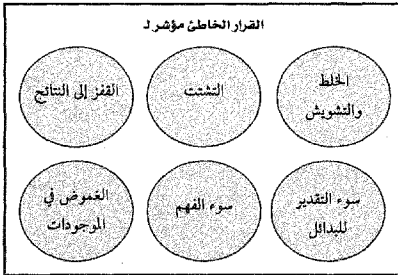 القرار الخاطئ مؤشر لـ
الخلط
والتشويش
التشتت
القفز إلى النتائج
سوء التقدير
للبدائل
سوء الفهم
الغموض في
الموجودات